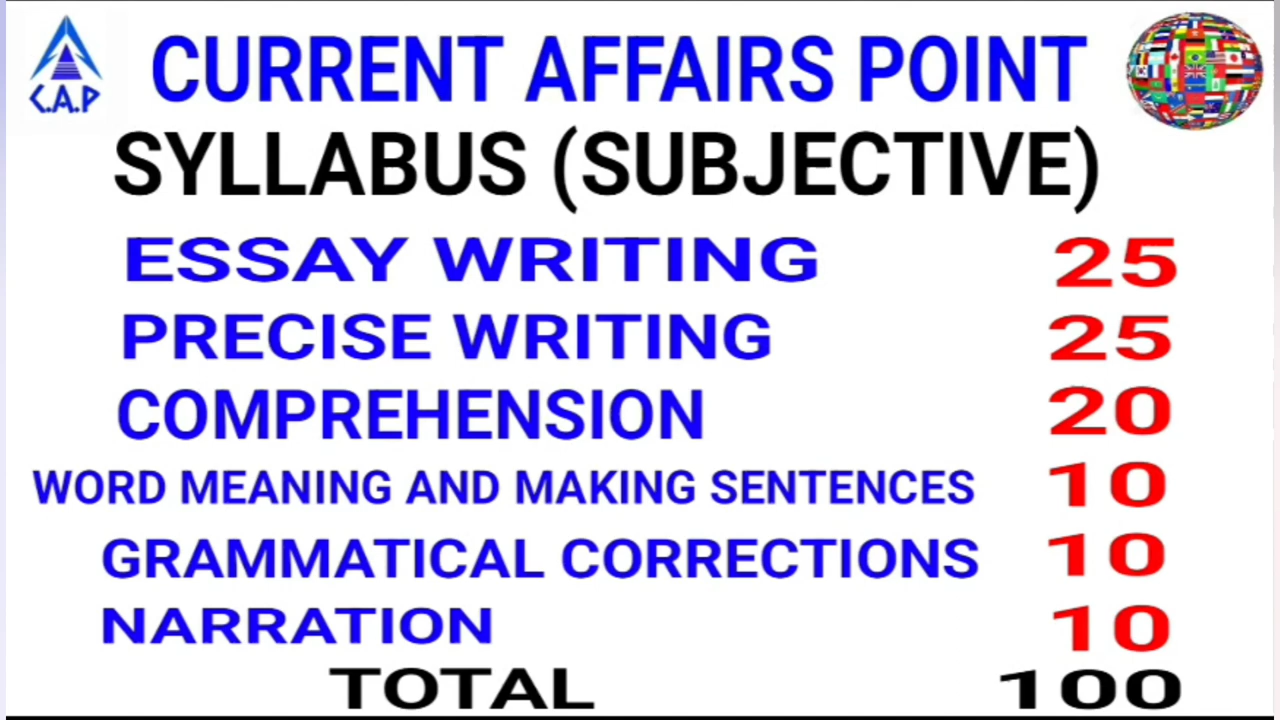 C.A.P
CURRENT AFFAIRS POINT
SYLLABUS (SUBJECTIVE)
ESSAY WRITING 25
PRECISE WRITING 25
COMPREHENSION 20
WORD MEANING AND MAKING SENTENCES 10
GRAMMATICAL CORRECTIONS 10
NARRATION 10
TOTAL 100